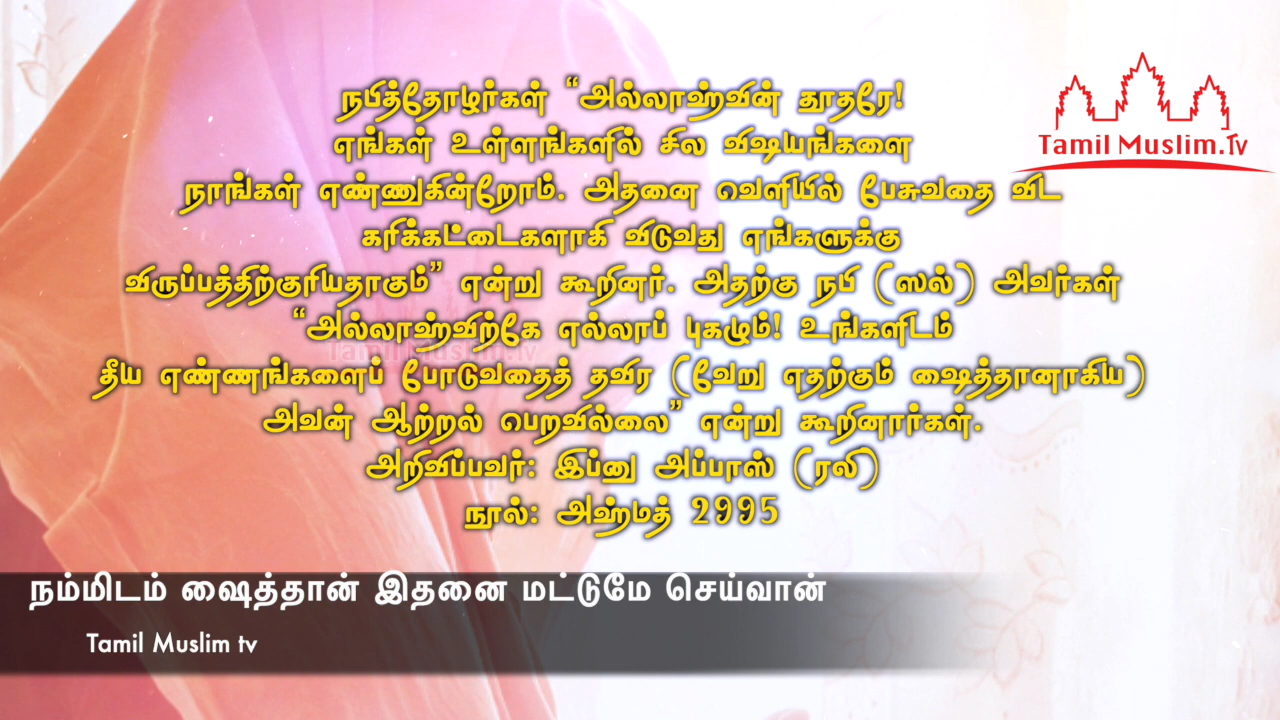 நபித்தோழர்கள் “அல்லாஹ்வின் தூதரே!
எங்கள் உள்ளங்களில் சில விஷயங்களை
நாங்கள் எண்ணுகின்றோம். அதனை வெளியில் பேசுவதை விட
கரிக்கட்டைகளாகி விடுவது எங்களுக்கு
விருப்பத்திற்குரியதாகும்” என்று கூறினர். அதற்கு நபி (ஸல்) அவர்கள்
“அல்லாஹ்விற்கே எல்லாப் புகழும்! உங்களிடம்
தீய எண்ணங்களைப் போடுவதைத் தவிர (வேறு எதற்கும் ஷைத்தானாகிய)
அவன் ஆற்றல் பெறவில்லை” என்று கூறினார்கள்.
அறிவிப்பவர்: இப்னு அப்பாஸ் (ரலி)
நூல்: அஹ்மத் 2995
Tamil Muslim.Tv
Tamil Muslim.Tv
நம்மிடம் ஷைத்தான் இதனை மட்டுமே செய்வான்
Tamil Muslim tv